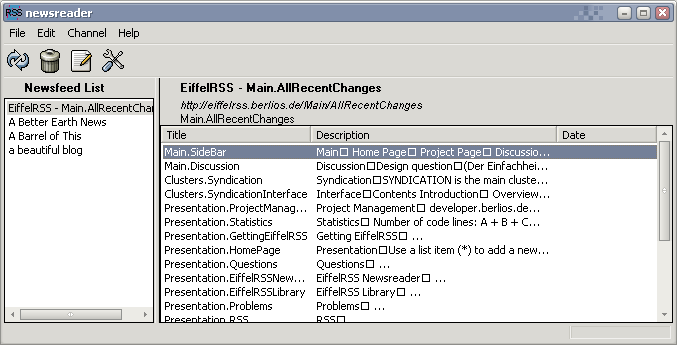 RSS newsreader
File Edit Channel Help
Newsfeed List
EiffelRSS - Main.AllRecentChar
A Better Earth News
A Barrel of This
a beautiful blog
EiffelRSS - Main.AllRecentChanges
http://eiffelrss.berlios.de/Main/AllRecentChanges
Main.AllRecentChanges
Title Description Date
Main.SideBar Main□ Home Page□ Project Page□ Discussio...
Main.Discussion Discussion□Design question□(Der Einfachhei...
Clusters.Syndication Syndication□SYNDICATION is the main cluste...
Clusters.SyndicationInterface Interface□Contents Introduction□ Overview...
Presentation.ProjectManag... Project Management□ developer.berlios.de...
Presentation.Statistics Statistics□ Number of code lines: A + B + C...
Presentation.GettingEiffelRSS Getting EiffelRSS□ ...
Presentation.HomePage Presentation□Use a list item (*) to add a new...
Presentation.Questions Questions□ ...
Presentation.EiffelRSSNew... EiffelRSS Newsreader□ ...
Presentation.EiffelRSSLibrary EiffelRSS Library□ ...
Presentation.Problems Problems□ ...
Presentation.RSS RSS□ ...